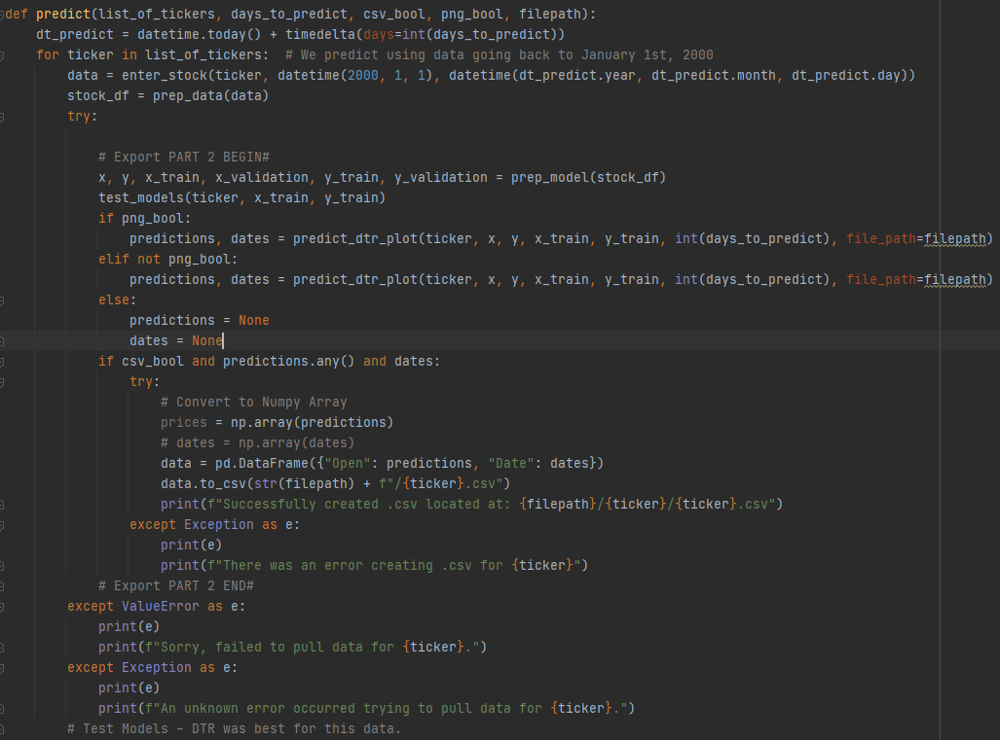 def predict(list_of_tickers, days_to_predict, csv_bool, png_bool, filepath):
    dt_predict = datetime.today() + timedelta(days=int(days_to_predict))
    for ticker in list_of_tickers:  # We predict using data going back to January 1st, 2000
        data = enter_stock(ticker, datetime(2000, 1, 1), datetime(dt_predict.year, dt_predict.month, dt_predict.day))
        stock_df = prep_data(data)
        try:

            # Export PART 2 BEGIN#
            x, y, x_train, x_validation, y_train, y_validation = prep_model(stock_df)
            test_models(ticker, x_train, y_train)
            if png_bool:
                predictions, dates = predict_dtr_plot(ticker, x, y, x_train, y_train, int(days_to_predict), file_path=filepath)
            elif not png_bool:
                predictions, dates = predict_dtr_plot(ticker, x, y, x_train, y_train, int(days_to_predict), file_path=filepath)
            else:
                predictions = None
                dates = None
            if csv_bool and predictions.any() and dates:
                try:
                    # Convert to Numpy Array
                    prices = np.array(predictions)
                    # dates = np.array(dates)
                    data = pd.DataFrame({"Open": predictions, "Date": dates})
                    data.to_csv(str(filepath) + f"/{ticker}.csv")
                    print(f"Successfully created .csv located at: {filepath}/{ticker}/{ticker}.csv")
                except Exception as e:
                    print(e)
                    print(f"There was an error creating .csv for {ticker}")
            # Export PART 2 END#
        except ValueError as e:
            print(e)
            print(f"Sorry, failed to pull data for {ticker}.")
        except Exception as e:
            print(e)
            print(f"An unknown error occurred trying to pull data for {ticker}.")
        # Test Models - DTR was best for this data.